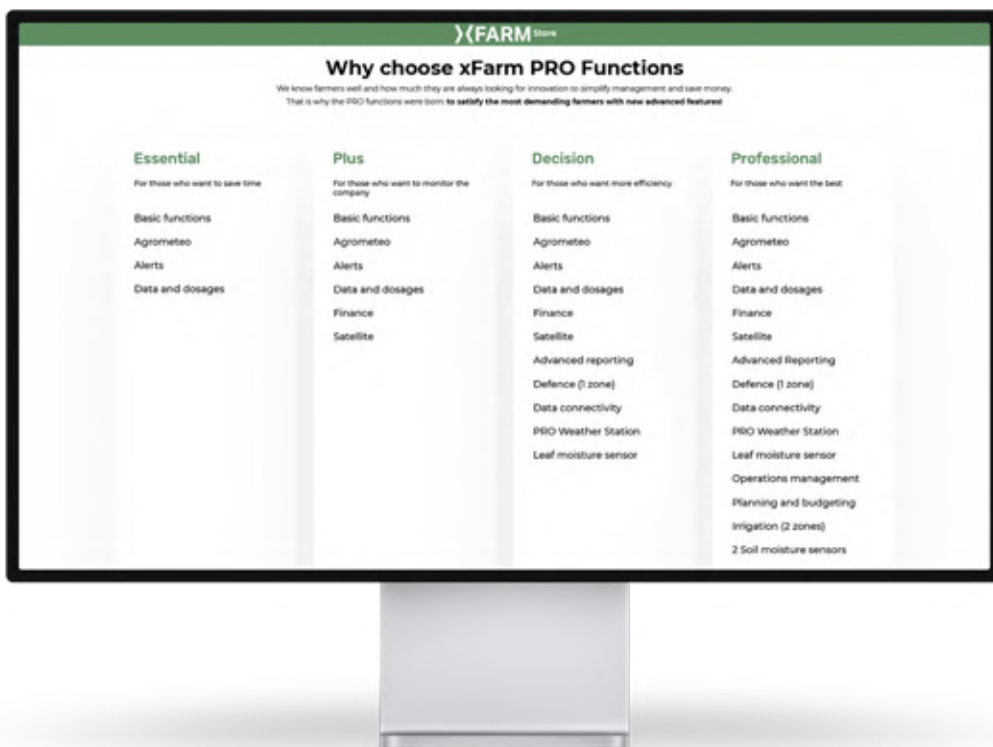 XFARM Store
Why choose xFarm PRO Functions
We know farmers well and how much they are always looking for innovation to simplify management and save money.
That is why the PRO functions were born: to satisfy the most demanding farmers with new advanced features!
Essential
For those who want to save time
Basic functions
Agrometeo
Alerts
Data and dosages
Plus
For those who want to monitor the
company
Basic functions
Agrometeo
Alerts
Data and dosages
Finance
Satellite
Decision
For those who want more efficiency
Basic functions
Agrometeo
Alerts
Data and dosages
Finance
Satellite
Advanced reporting
Defence (1 zone)
Data connectivity
PRO Weather Station
Leaf moisture sensor
Professional
For those who want the best
Basic functions
Agrometeo
Alerts
Data and dosages
Finance
Satellite
Advanced Reporting
Defence (1 zone)
Data connectivity
PRO Weather Station
Leaf moisture sensor
Operations management
Planning and budgeting
Irrigation (2 zones)
2 Soil moisture sensors